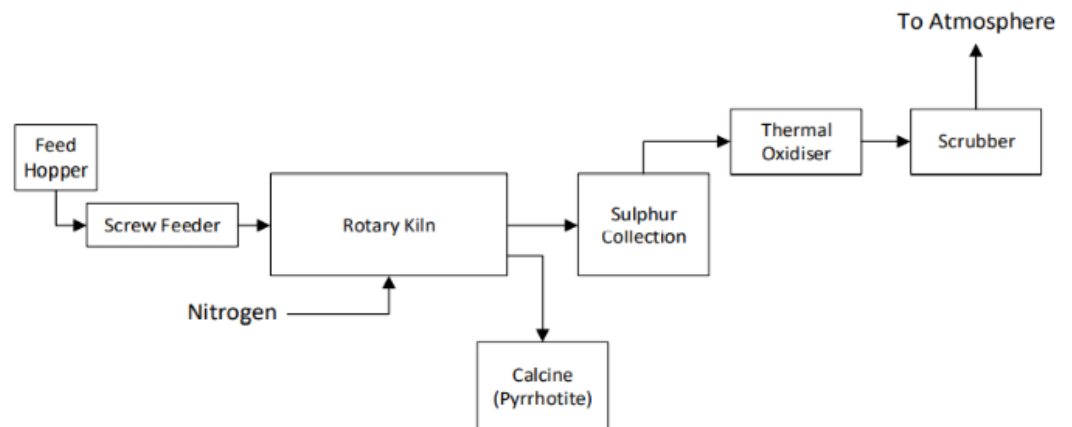 To Atmosphere
Feed
Hopper
Thermal
Oxidiser
Scrubber
Screw Feeder
Rotary Kiln
Sulphur
Collection
Nitrogen
Calcine
(Pyrrhotite)